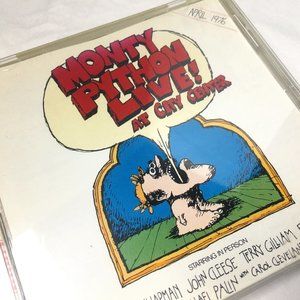 APRIL 1976
MONTY
PYTHON
LIVE!
AT CITY CENTER
STARRING IN PERSON
JOHN CLEESE TERRY GILLIAM
PALIN WITH CAROL